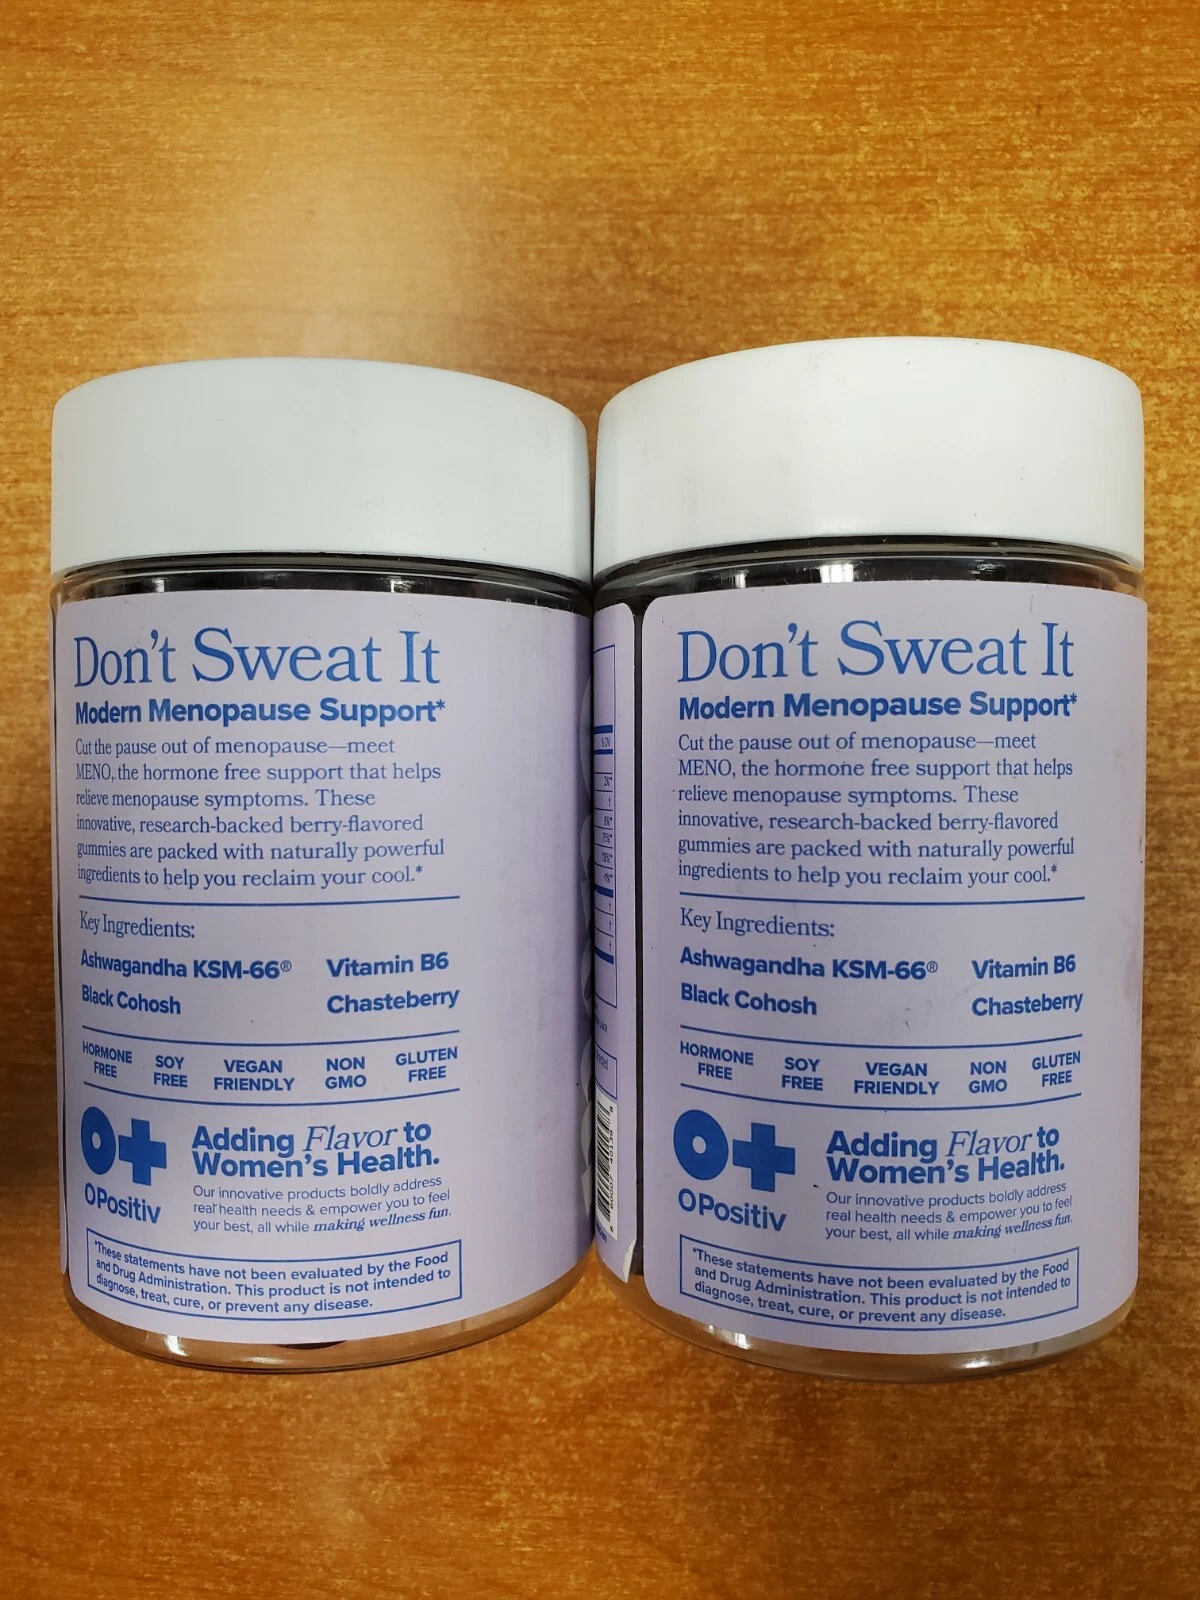 Don't Sweat It
Modern Menopause Support*
Cut the pause out of menopause—meet
MENO, the hormone free support that helps
relieve menopause symptoms. These
innovative, research-backed berry-flavored
gummies are packed with naturally powerful
ingredients to help you reclaim your cool.*
Key Ingredients:
Ashwagandha KSM-66® Vitamin B6
Black Cohosh Chasteberry
HORMONE FREE SOY FREE VEGAN FRIENDLY NON GMO GLUTEN FREE
O+
OPositiv
Adding Flavor to
Women's Health.
Our innovative products boldly address
real health needs & empower you to feel
your best, all while making wellness fun.
*These statements have not been evaluated by the Food
and Drug Administration. This product is not intended to
diagnose, treat, cure, or prevent any disease.
%DV
Don't Sweat It
Modern Menopause Support*
Cut the pause out of menopause—meet
MENO, the hormone free support that helps
relieve menopause symptoms. These
innovative, research-backed berry-flavored
gummies are packed with naturally powerful
ingredients to help you reclaim your cool.*
Key Ingredients:
Ashwagandha KSM-66® Vitamin B6
Black Cohosh Chasteberry
HORMONE FREE SOY FREE VEGAN FRIENDLY NON GMO GLUTEN FREE
O+
OPositiv
Adding Flavor to
Women's Health.
Our innovative products boldly address
real health needs & empower you to feel
your best, all while making wellness fun.
*These statements have not been evaluated by the Food
and Drug Administration. This product is not intended to
diagnose, treat, cure, or prevent any disease.